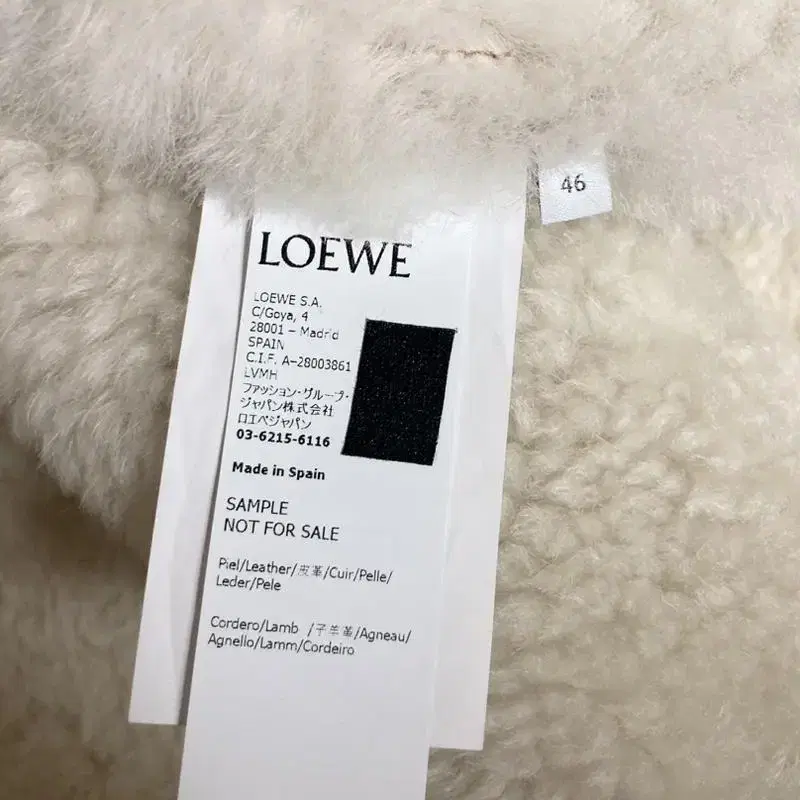 46
LOEWE
LOEWE S.A.
C/Goya, 4
28001 – Madrid
SPAIN
C.I.F. A–28003861
LVMH
ファッション・グループ・
ジャパン株式会社
ロエベジャパン
03-6215-6116
Made in Spain
SAMPLE
NOT FOR SALE
Piel/Leather/皮革/Cuir/Pelle/
Leder/Pele
Cordero/Lamb /子羊革/Agneau/
Agnello/Lamm/Cordeiro